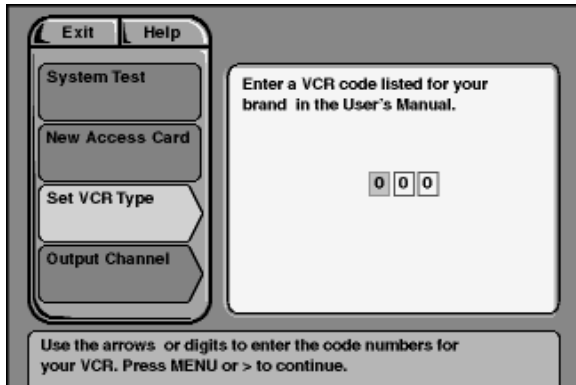 Exit Help
System Test
New Access Card
Set VCR Type
Output Channel
Enter a VCR code listed for your
brand in the User's Manual.
0 0 0
Use the arrows or digits to enter the code numbers for
your VCR. Press MENU or > to continue.